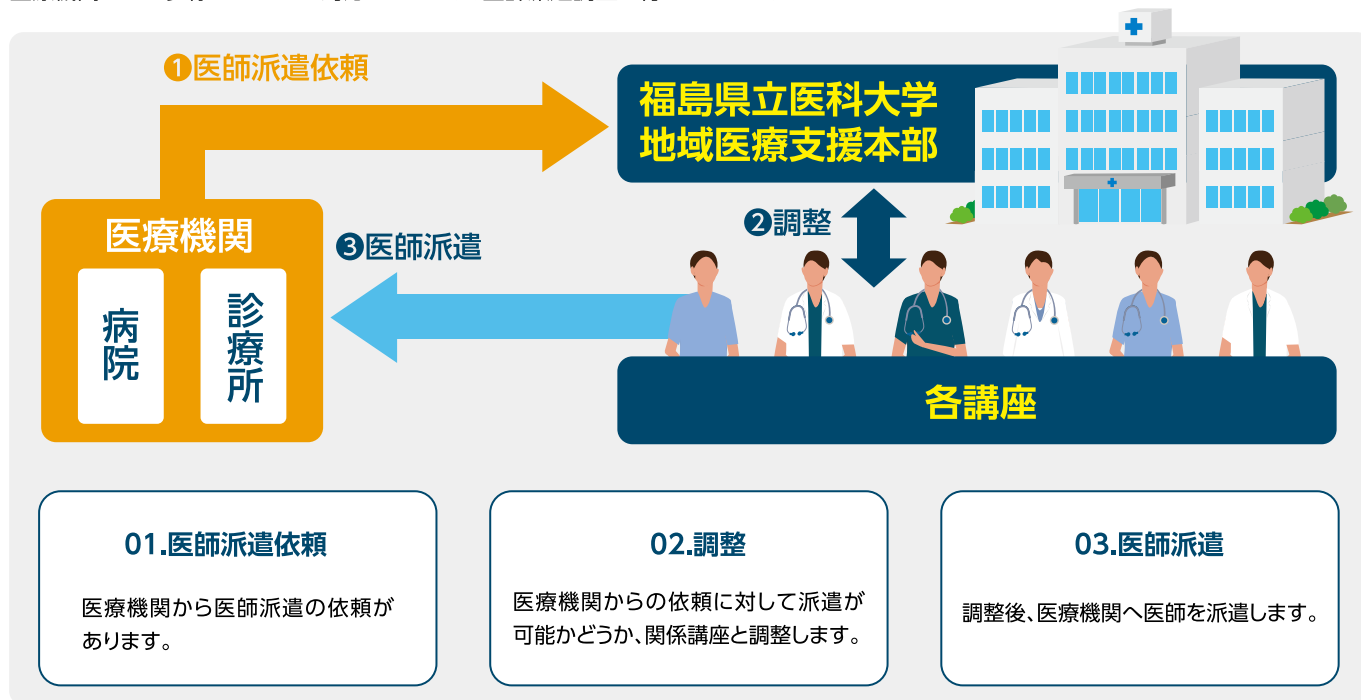 ❶医師派遣依頼
福島県立医科大学
地域医療支援本部
❷調整
医療機関
❸医師派遣
病院
診療所
各講座
01.医師派遣依頼
医療機関から医師派遣の依頼が
あります。
02.調整
医療機関からの依頼に対して派遣が
可能かどうか、関係講座と調整します。
03.医師派遣
調整後、医療機関へ医師を派遣します。